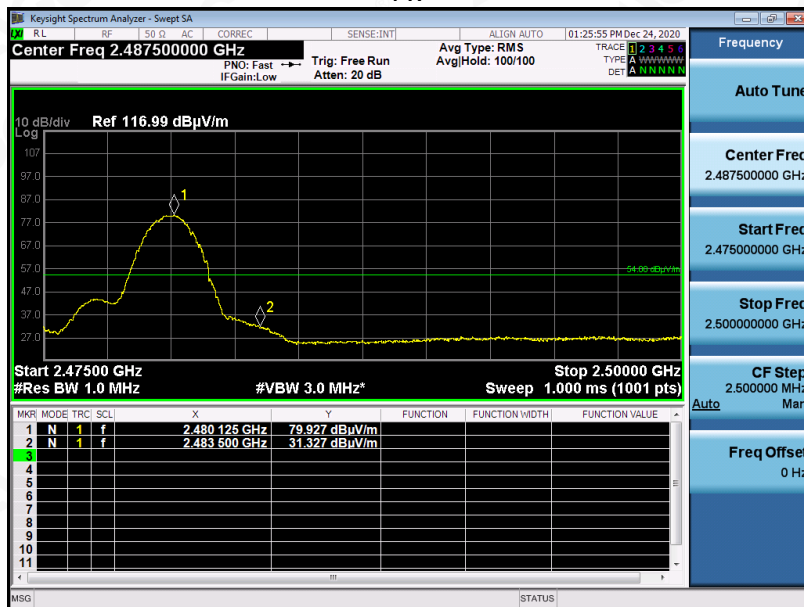 Keysight Spectrum Analyzer - Swept SA
RL RF 50 Ω AC CORREC SENSE:INT ALIGN AUTO 01:25:55 PM Dec 24, 2020
Center Freq 2.487500000 GHz
PNO: Fast
IFGain:Low
Trig: Free Run
Atten: 20 dB
Avg Type: RMS
Avg|Hold: 100/100
TRACE 1 2 3 4 5 6
TYPE A WWWWW
DET A N N N N N
10 dB/div Ref 116.99 dBµV/m
Log
107
97.0
87.0
77.0
67.0
57.0
47.0
37.0
27.0
1
2
54.00 dBµV/m
Start 2.47500 GHz Stop 2.50000 GHz
#Res BW 1.0 MHz #VBW 3.0 MHz* Sweep 1.000 ms (1001 pts)
MKR MODE TRC SCL X Y FUNCTION FUNCTION WIDTH FUNCTION VALUE
1 N 1 f 2.480 125 GHz 79.927 dBµV/m
2 N 1 f 2.483 500 GHz 31.327 dBµV/m
3
4
5
6
7
8
9
10
11
MSG STATUS
Frequency
Auto Tune
Center Freq
2.487500000 GHz
Start Freq
2.475000000 GHz
Stop Freq
2.500000000 GHz
CF Step
2.500000 MHz
Auto Man
Freq Offset
0 Hz